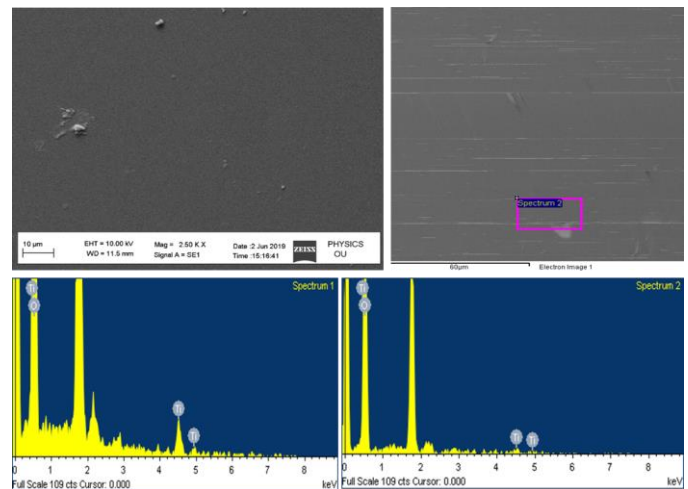 10 µm
EHT = 10.00 kV
WD = 11.5 mm
Mag = 2.50 K X
Signal A = SE1
Date :2 Jun 2019
Time :15:16:41
ZEISS
PHYSICS
OU
Spectrum 2
60µm
Electron Image 1
Spectrum 1
Ti
O
Ti
Ti
0 1 2 3 4 5 6 7 8
Full Scale 109 cts Cursor: 0.000
keV
Spectrum 2
Ti
O
Ti
Ti
0 1 2 3 4 5 6 7 8
Full Scale 109 cts Cursor: 0.000
keV